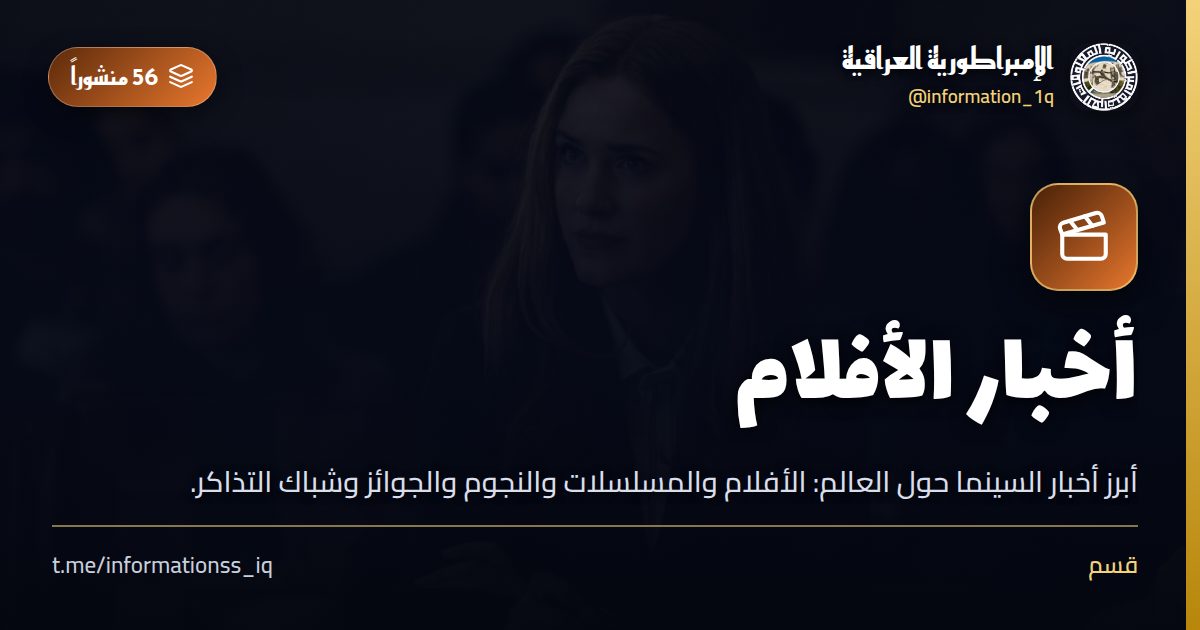 الإمبراطورية العراقية
@information_1q
56 منشوراً
أخبار الأفلام
أبرز أخبار السينما حول العالم: الأفلام والمسلسلات والنجوم والجوائز وشباك التذاكر.
قسم
t.me/informationss_iq